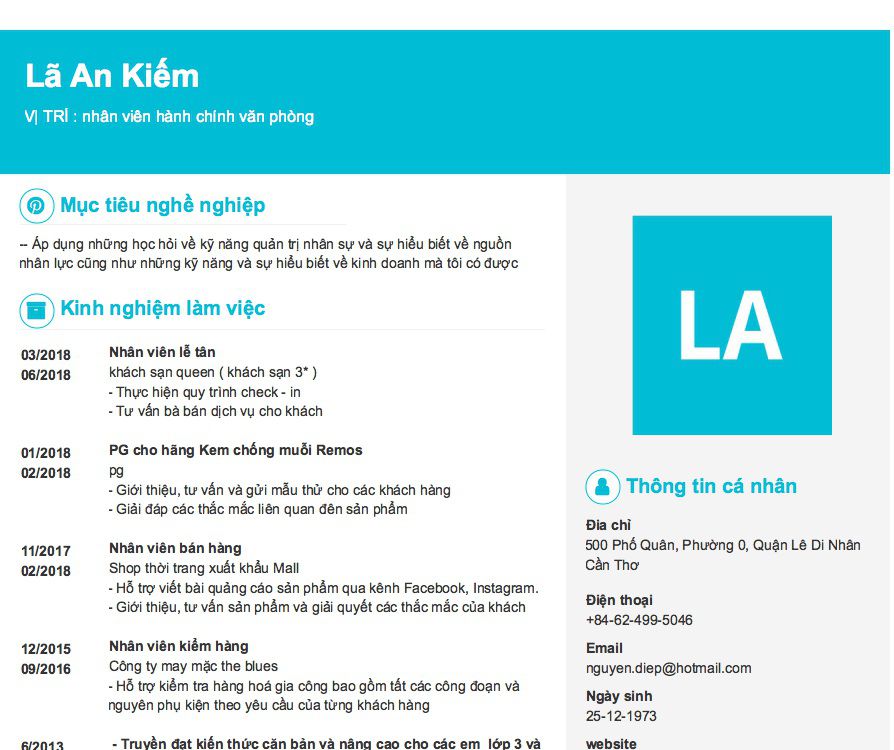 Lã An Kiếm
VỊ TRÍ : nhân viên hành chính văn phòng
Mục tiêu nghề nghiệp
-- Áp dụng những học hỏi về kỹ năng quản trị nhân sự và sự hiểu biết về nguồn
nhân lực cũng như những kỹ năng và sự hiểu biết về kinh doanh mà tôi có được
Kinh nghiệm làm việc
03/2018
06/2018
Nhân viên lễ tân
khách sạn queen ( khách sạn 3* )
- Thực hiện quy trình check - in
- Tư vấn bà bán dịch vụ cho khách
01/2018
02/2018
PG cho hãng Kem chống muỗi Remos
pg
- Giới thiệu, tư vấn và gửi mẫu thử cho các khách hàng
- Giải đáp các thắc mắc liên quan đên sản phẩm
11/2017
02/2018
Nhân viên bán hàng
Shop thời trang xuất khẩu Mall
- Hỗ trợ viết bài quảng cáo sản phẩm qua kênh Facebook, Instagram.
- Giới thiệu, tư vấn sản phẩm và giải quyết các thắc mắc của khách
12/2015
09/2016
Nhân viên kiểm hàng
Công ty may mặc the blues
- Hỗ trợ kiểm tra hàng hoá gia công bao gồm tất các công đoạn và
nguyên phụ kiện theo yêu cầu của từng khách hàng
6/2013
- Truyền đạt kiến thức căn bản và nâng cao cho các em lớp 3 và
LA
Thông tin cá nhân
Đia chỉ
500 Phố Quân, Phường 0, Quận Lê Di Nhân
Cần Thơ
Điện thoại
+84-62-499-5046
Email
nguyen.diep@hotmail.com
Ngày sinh
25-12-1973
website